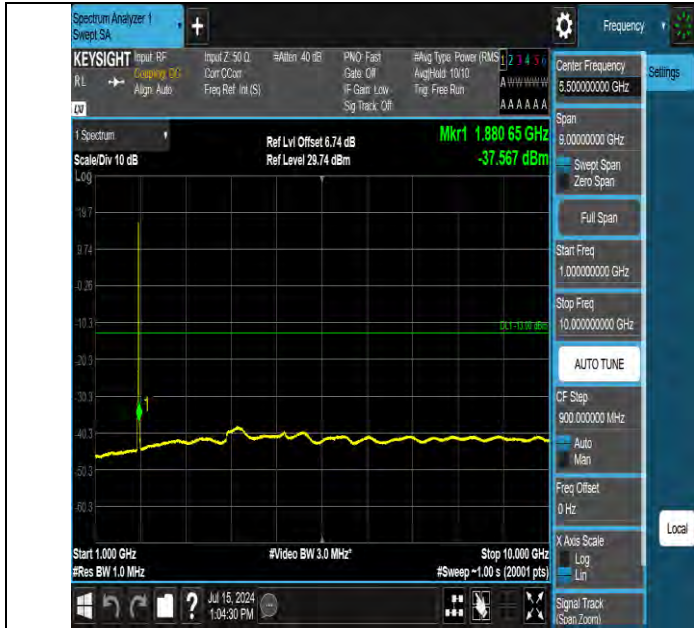 Spectrum Analyzer 1
Swept SA
Frequency
KEYSIGHT
RL
LXI
Input: RF
Coupling: DC
Align: Auto
Input Z: 50 Ω
Corr CCorr
Freq Ref: Int (S)
#Atten: 40 dB
PNO: Fast
Gate: Off
IF Gain: Low
Sig Track: Off
#Avg Type: Power (RMS
Avg|Hold: 10/10
Trig: Free Run
1 2 3 4 5 6
A W W W W W
A A A A A A
1 Spectrum
Scale/Div 10 dB
Log
Ref Lvl Offset 6.74 dB
Ref Level 29.74 dBm
Mkr1 1.880 65 GHz
-37.567 dBm
19.7
9.74
-0.26
-10.3
DL1 -13.00 dBm
-20.3
-30.3
1
-40.3
-50.3
-60.3
Start 1.000 GHz
#Res BW 1.0 MHz
#Video BW 3.0 MHz*
Stop 10.000 GHz
#Sweep ~1.00 s (20001 pts)
Jul 15, 2024
1:04:30 PM
Center Frequency
5.500000000 GHz
Settings
Span
9.00000000 GHz
Swept Span
Zero Span
Full Span
Start Freq
1.000000000 GHz
Stop Freq
10.000000000 GHz
AUTO TUNE
CF Step
900.000000 MHz
Auto
Man
Freq Offset
0 Hz
X Axis Scale
Log
Lin
Local
Signal Track
(Span Zoom)